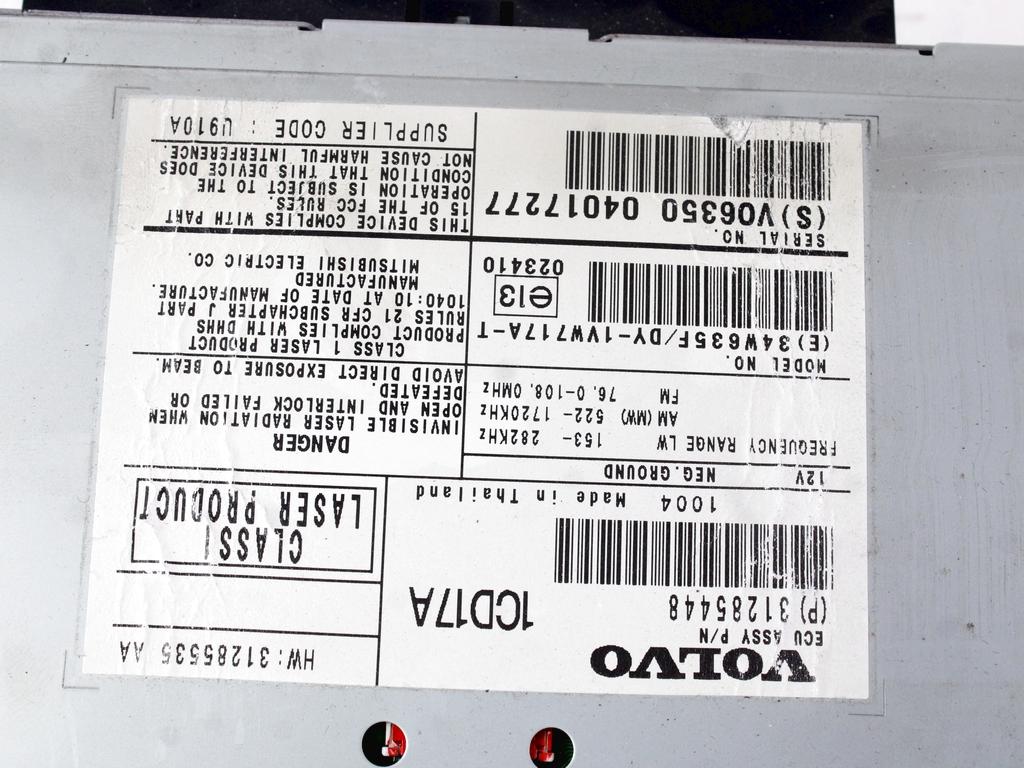 VOLVO
ECU ASSY P/N
(P)31285448
1CD17A
1004 Made in Thailand
12V NEG.GROUND
FREQUENCY RANGE LW 153- 282KHz
AM(MW) 522- 1720KHz
FM 76.0-108.0MHz
MODEL NO.
(E)34W635F/DY-1VW717A-T
e13
023410
SERIAL NO.
(S)V06350 04017277
HW:31285535 AA
CLASS 1
LASER PRODUCT
DANGER
INVISIBLE LASER RADIATION WHEN
OPEN AND INTERLOCK FAILED OR
DEFEATED.
AVOID DIRECT EXPOSURE TO BEAM.
CLASS 1 LASER PRODUCT
PRODUCT COMPLIES WITH DHHS
RULES 21 CFR SUBCHAPTER J PART
1040:10 AT DATE OF MANUFACTURE.
MANUFACTURED
MITSUBISHI ELECTRIC CO.
THIS DEVICE COMPLIES WITH PART
15 OF THE FCC RULES.
OPERATION IS SUBJECT TO THE
CONDITION THAT THIS DEVICE DOES
NOT CAUSE HARMFUL INTERFERENCE.
SUPPLIER CODE : U910A